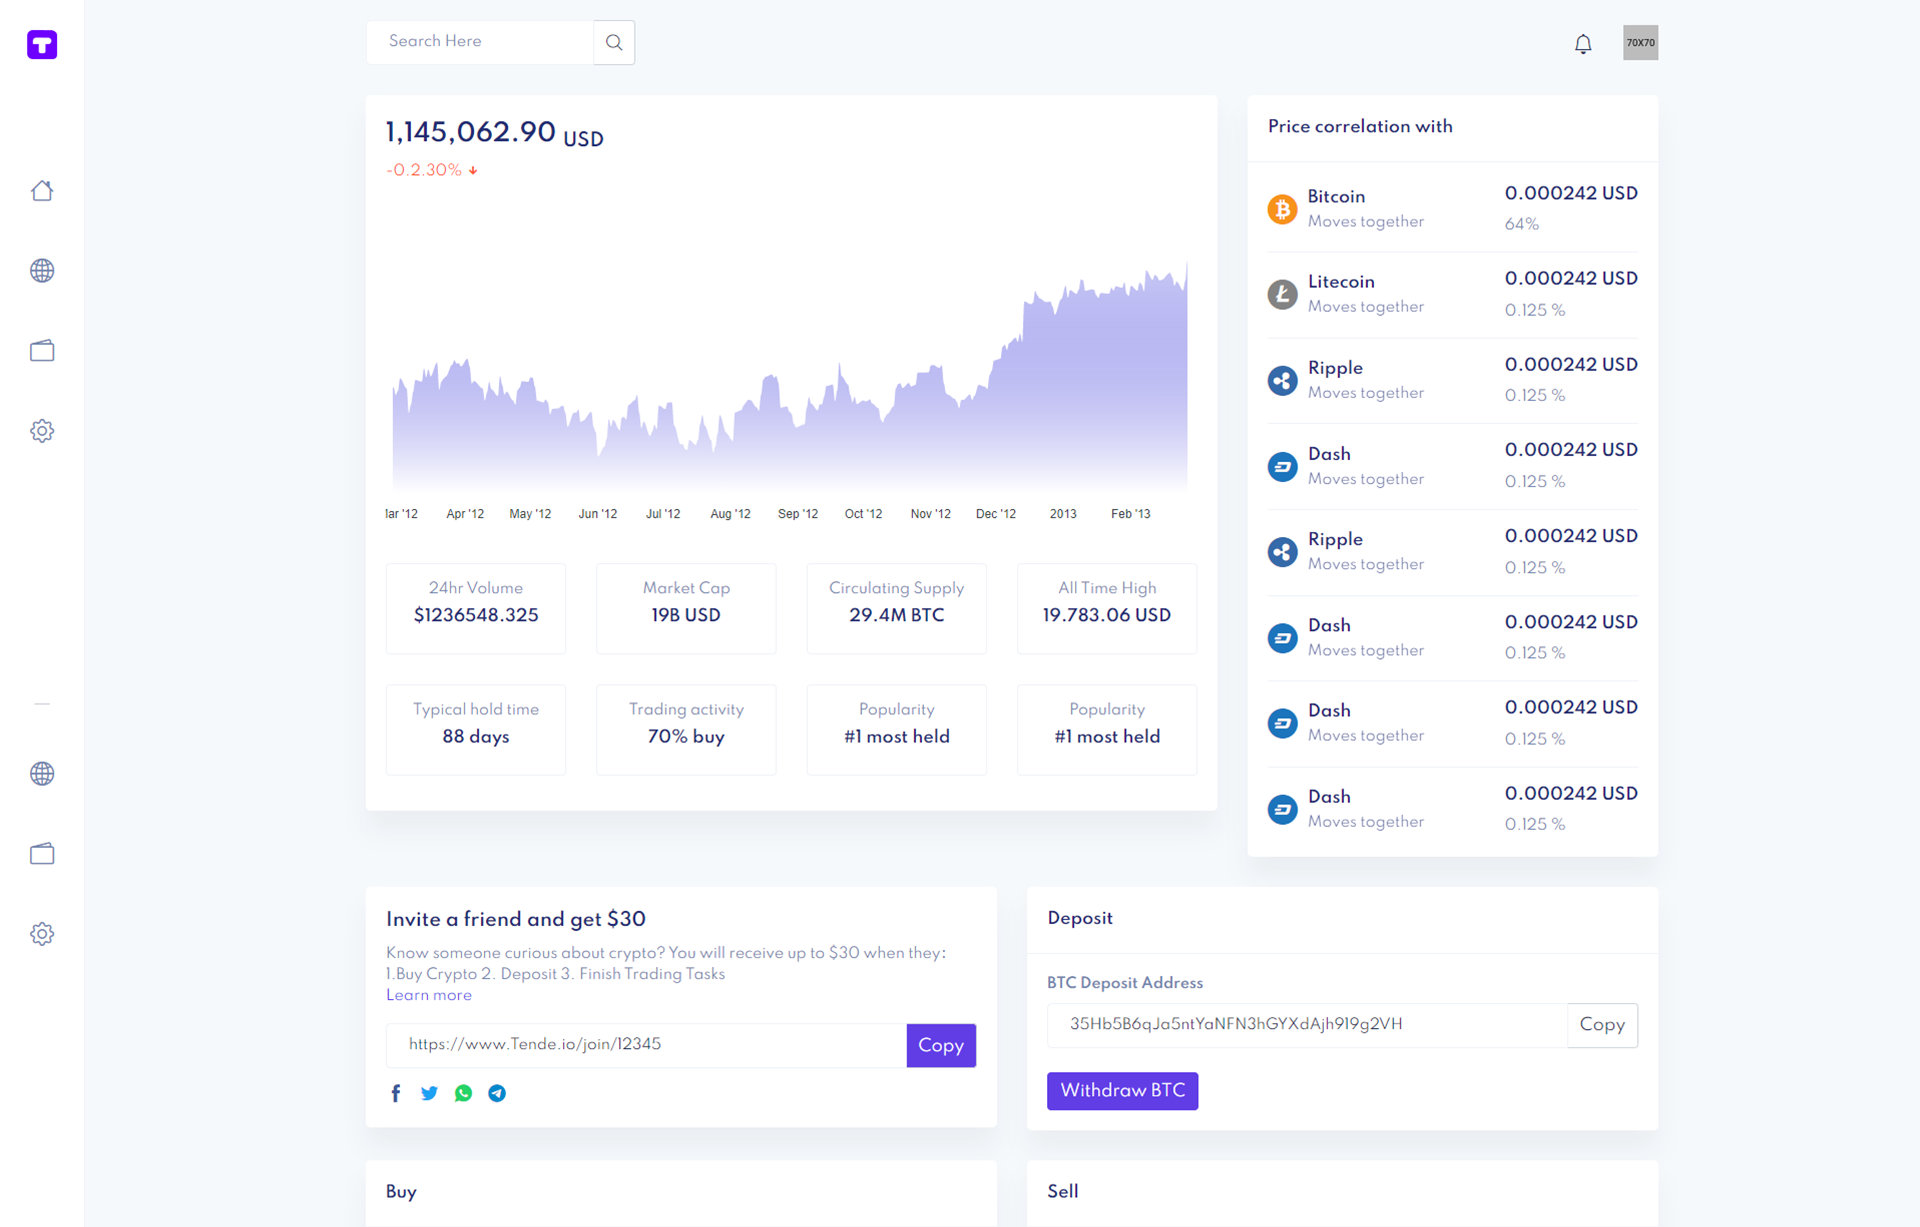 T
Search Here
70X70
1,145,062.90 USD
-0.2.30%
Mar '12 Apr '12 May '12 Jun '12 Jul '12 Aug '12 Sep '12 Oct '12 Nov '12 Dec '12 2013 Feb '13
24hr Volume
$1236548.325
Market Cap
19B USD
Circulating Supply
29.4M BTC
All Time High
19.783.06 USD
Typical hold time
88 days
Trading activity
70% buy
Popularity
#1 most held
Popularity
#1 most held
Price correlation with
Bitcoin 0.000242 USD
Moves together 64%
Litecoin 0.000242 USD
Moves together 0.125 %
Ripple 0.000242 USD
Moves together 0.125 %
Dash 0.000242 USD
Moves together 0.125 %
Ripple 0.000242 USD
Moves together 0.125 %
Dash 0.000242 USD
Moves together 0.125 %
Dash 0.000242 USD
Moves together 0.125 %
Dash 0.000242 USD
Moves together 0.125 %
Invite a friend and get $30
Know someone curious about crypto? You will receive up to $30 when they:
1.Buy Crypto 2. Deposit 3. Finish Trading Tasks
Learn more
https://www.Tende.io/join/12345 Copy
Deposit
BTC Deposit Address
35Hb5B6qJa5ntYaNFN3hGYXdAjh919g2VH Copy
Withdraw BTC
Buy
Sell